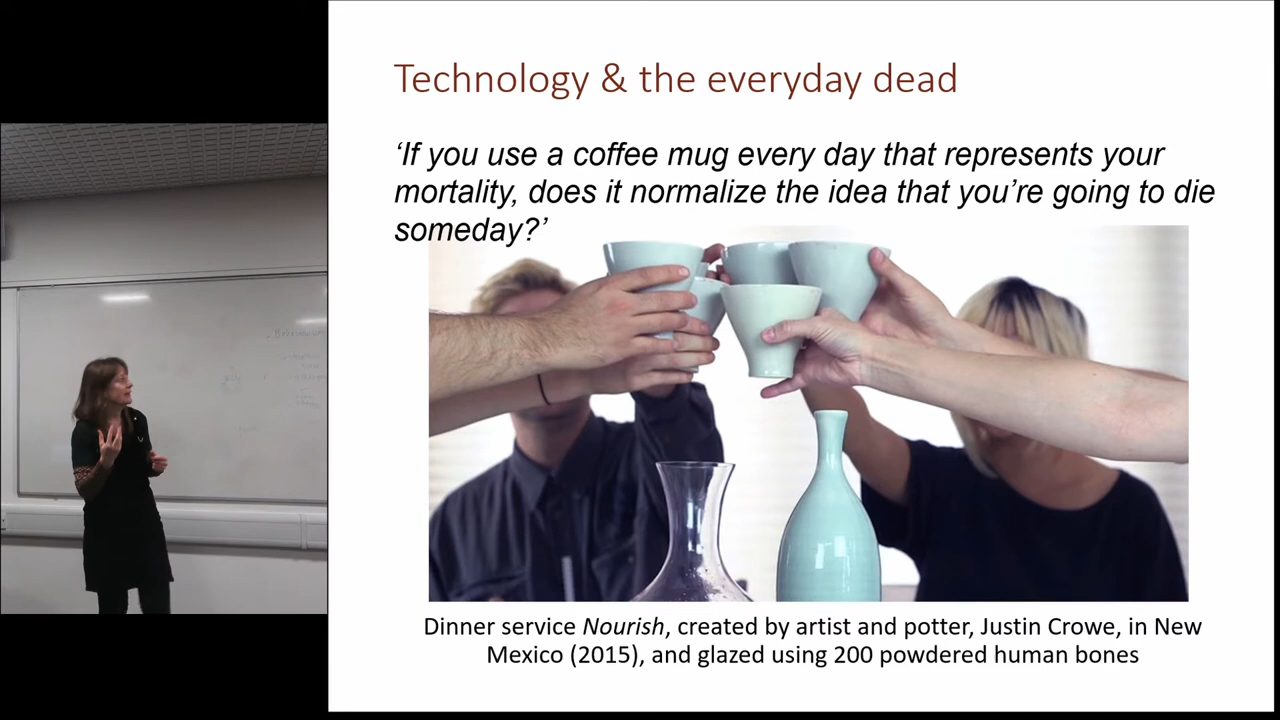 Technology & the everyday dead
‘If you use a coffee mug every day that represents your
mortality, does it normalize the idea that you’re going to die
someday?’
Dinner service Nourish, created by artist and potter, Justin Crowe, in New
Mexico (2015), and glazed using 200 powdered human bones